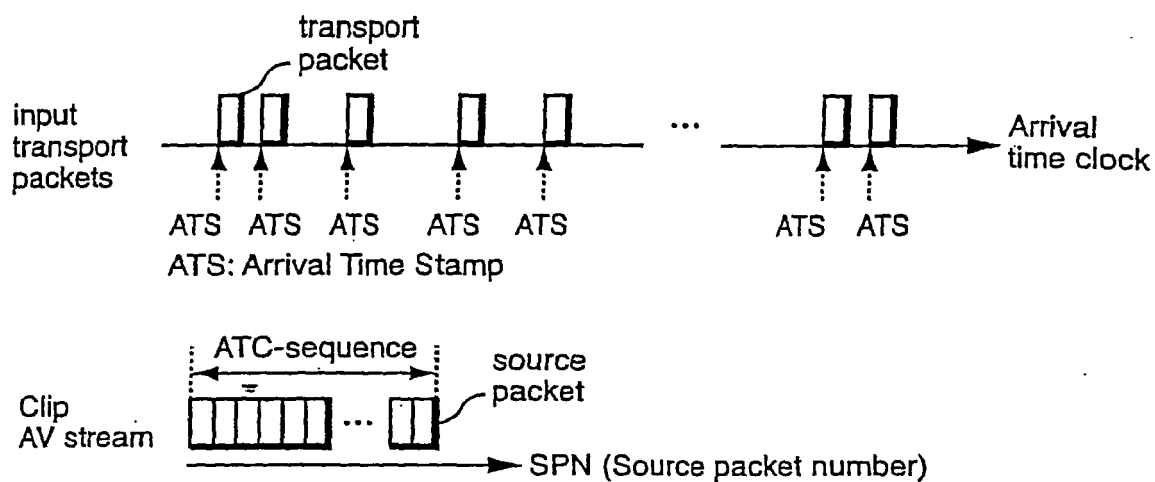 transport
packet
input
transport
packets
...
Arrival
time clock
ATS ATS ATS ATS ATS ATS ATS
ATS: Arrival Time Stamp
ATC-sequence
source
packet
Clip
AV stream
...
SPN (Source packet number)